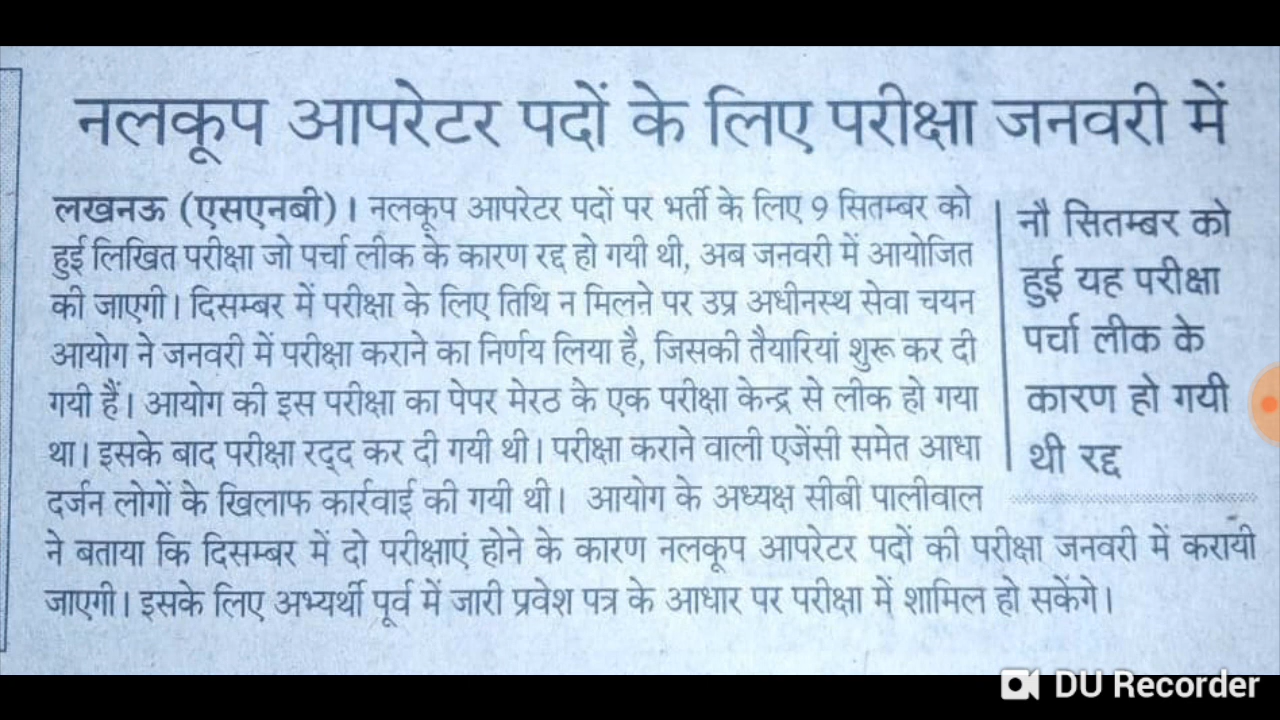 नलकूप आपरेटर पदों के लिए परीक्षा जनवरी में
लखनऊ (एसएनबी)। नलकूप आपरेटर पदों पर भर्ती के लिए 9 सितम्बर को
हुई लिखित परीक्षा जो पर्चा लीक के कारण रद्द हो गयी थी, अब जनवरी में आयोजित
की जाएगी। दिसम्बर में परीक्षा के लिए तिथि न मिलने पर उप्र अधीनस्थ सेवा चयन
आयोग ने जनवरी में परीक्षा कराने का निर्णय लिया है, जिसकी तैयारियां शुरू कर दी
गयी हैं। आयोग की इस परीक्षा का पेपर मेरठ के एक परीक्षा केन्द्र से लीक हो गया
था। इसके बाद परीक्षा रद्द कर दी गयी थी। परीक्षा कराने वाली एजेंसी समेत आधा
दर्जन लोगों के खिलाफ कार्रवाई की गयी थी। आयोग के अध्यक्ष सीबी पालीवाल
ने बताया कि दिसम्बर में दो परीक्षाएं होने के कारण नलकूप आपरेटर पदों की परीक्षा जनवरी में करायी
जाएगी। इसके लिए अभ्यर्थी पूर्व में जारी प्रवेश पत्र के आधार पर परीक्षा में शामिल हो सकेंगे।
नौ सितम्बर को
हुई यह परीक्षा
पर्चा लीक के
कारण हो गयी
थी रद्द
DU Recorder